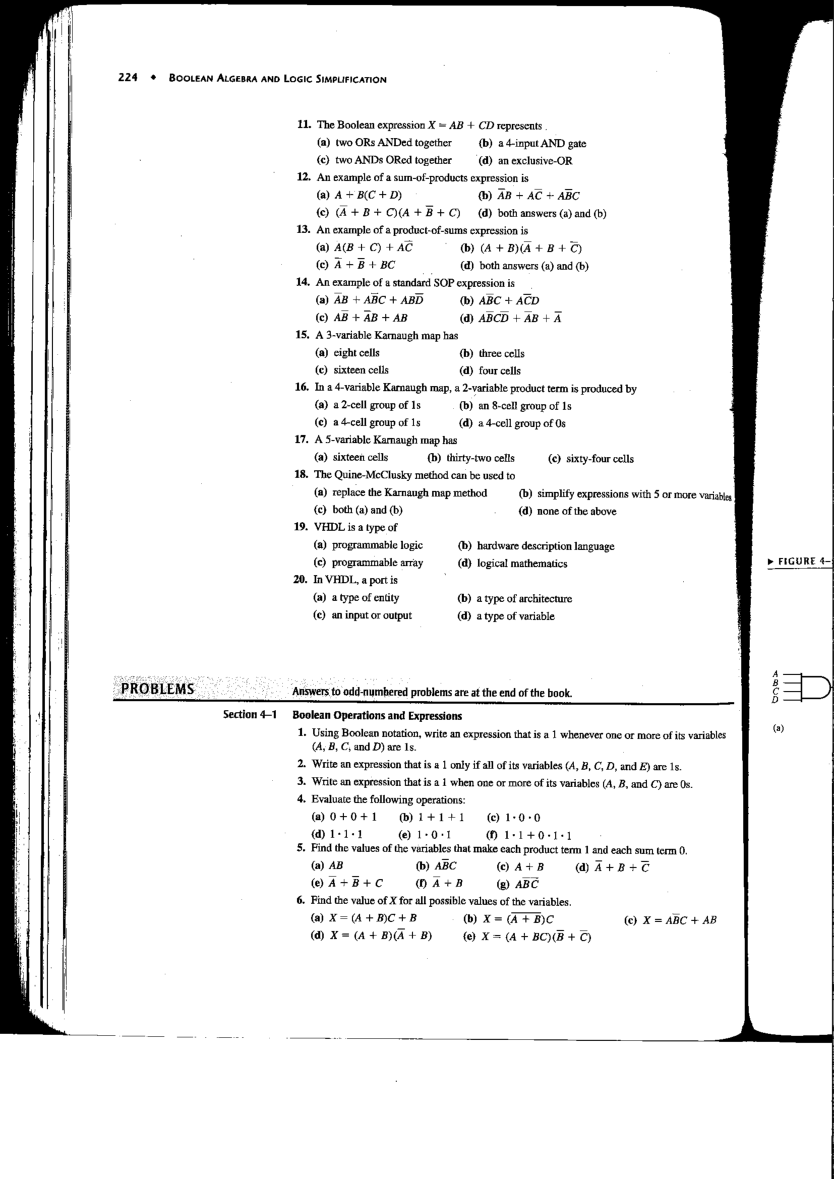 224 • BOOLEAN ALGEBRA AND LOGIC SIMPLIFICATION
11. The Boolean expression X = AB + CD represents
(a) two ORs ANDed together (b) a 4-input AND gate
(c) two ANDs ORed together (d) an exclusive-OR
12. An example of a sum-of-products expression is
(a) A + B(C + D) (b) A̅B + AC̅ + AB̅C
(c) (A̅ + B + C)(A + B̅ + C) (d) both answers (a) and (b)
13. An example of a product-of-sums expression is
(a) A(B + C) + AC̅ (b) (A + B)(A̅ + B + C̅)
(c) A̅ + B̅ + BC (d) both answers (a) and (b)
14. An example of a standard SOP expression is
(a) A̅B + AB̅C + ABD̅ (b) AB̅C + AC̅D
(c) AB̅ + A̅B + AB (d) AB̅CD̅ + AB̅ + A̅
15. A 3-variable Karnaugh map has
(a) eight cells (b) three cells
(c) sixteen cells (d) four cells
16. In a 4-variable Karnaugh map, a 2-variable product term is produced by
(a) a 2-cell group of 1s (b) an 8-cell group of 1s
(c) a 4-cell group of 1s (d) a 4-cell group of 0s
17. A 5-variable Karnaugh map has
(a) sixteen cells (b) thirty-two cells (c) sixty-four cells
18. The Quine-McClusky method can be used to
(a) replace the Karnaugh map method (b) simplify expressions with 5 or more variables
(c) both (a) and (b) (d) none of the above
19. VHDL is a type of
(a) programmable logic (b) hardware description language
(c) programmable array (d) logical mathematics
20. In VHDL, a port is
(a) a type of entity (b) a type of architecture
(c) an input or output (d) a type of variable
▶ FIGURE 4–
PROBLEMS Answers to odd-numbered problems are at the end of the book.
A
B
C
D
(a)
Section 4–1 Boolean Operations and Expressions
1. Using Boolean notation, write an expression that is a 1 whenever one or more of its variables
(A, B, C, and D) are 1s.
2. Write an expression that is a 1 only if all of its variables (A, B, C, D, and E) are 1s.
3. Write an expression that is a 1 when one or more of its variables (A, B, and C) are 0s.
4. Evaluate the following operations:
(a) 0 + 0 + 1 (b) 1 + 1 + 1 (c) 1 · 0 · 0
(d) 1 · 1 · 1 (e) 1 · 0 · 1 (f) 1 · 1 + 0 · 1 · 1
5. Find the values of the variables that make each product term 1 and each sum term 0.
(a) AB (b) AB̅C (c) A + B (d) A̅ + B + C̅
(e) A̅ + B̅ + C (f) A̅ + B (g) AB̅C̅
6. Find the value of X for all possible values of the variables.
(a) X = (A + B)C + B (b) X = (A̅ ̅+̅ ̅B̅)C (c) X = AB̅C + AB
(d) X = (A + B)(A̅ + B) (e) X = (A + BC)(B̅ + C̅)